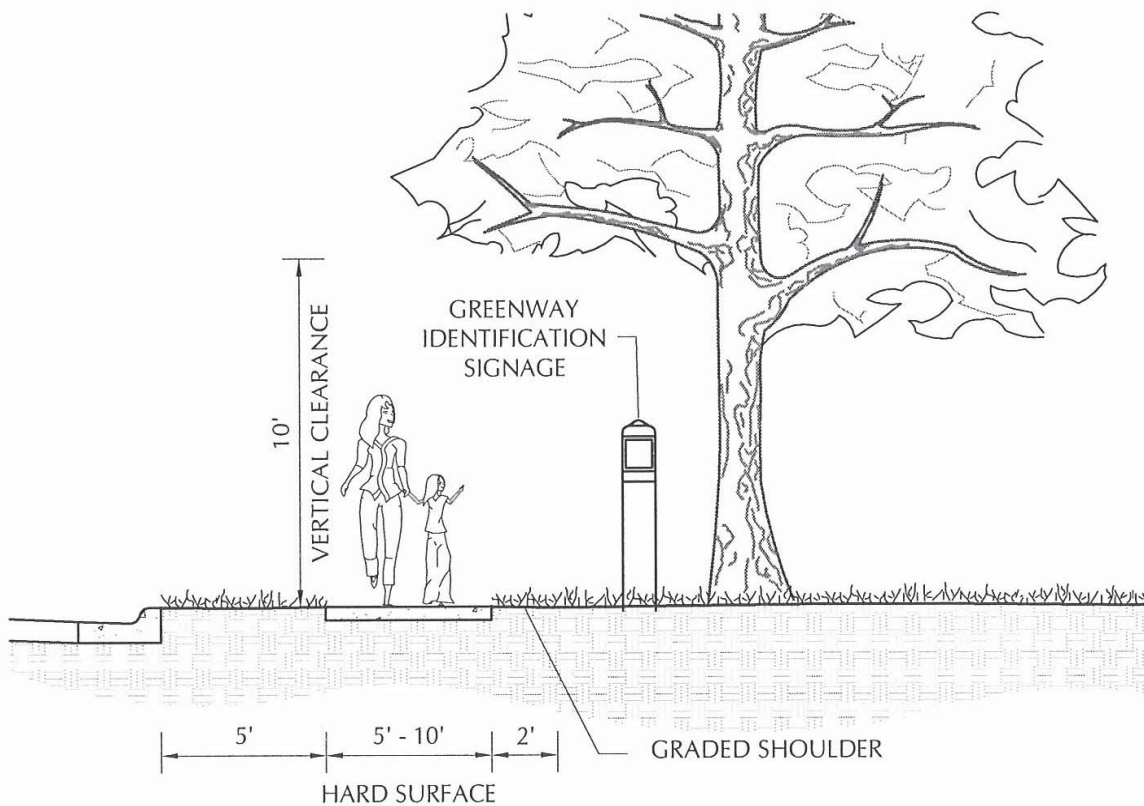 GREENWAY
IDENTIFICATION
SIGNAGE
10'
VERTICAL CLEARANCE
5'
5' - 10'
2'
GRADED SHOULDER
HARD SURFACE